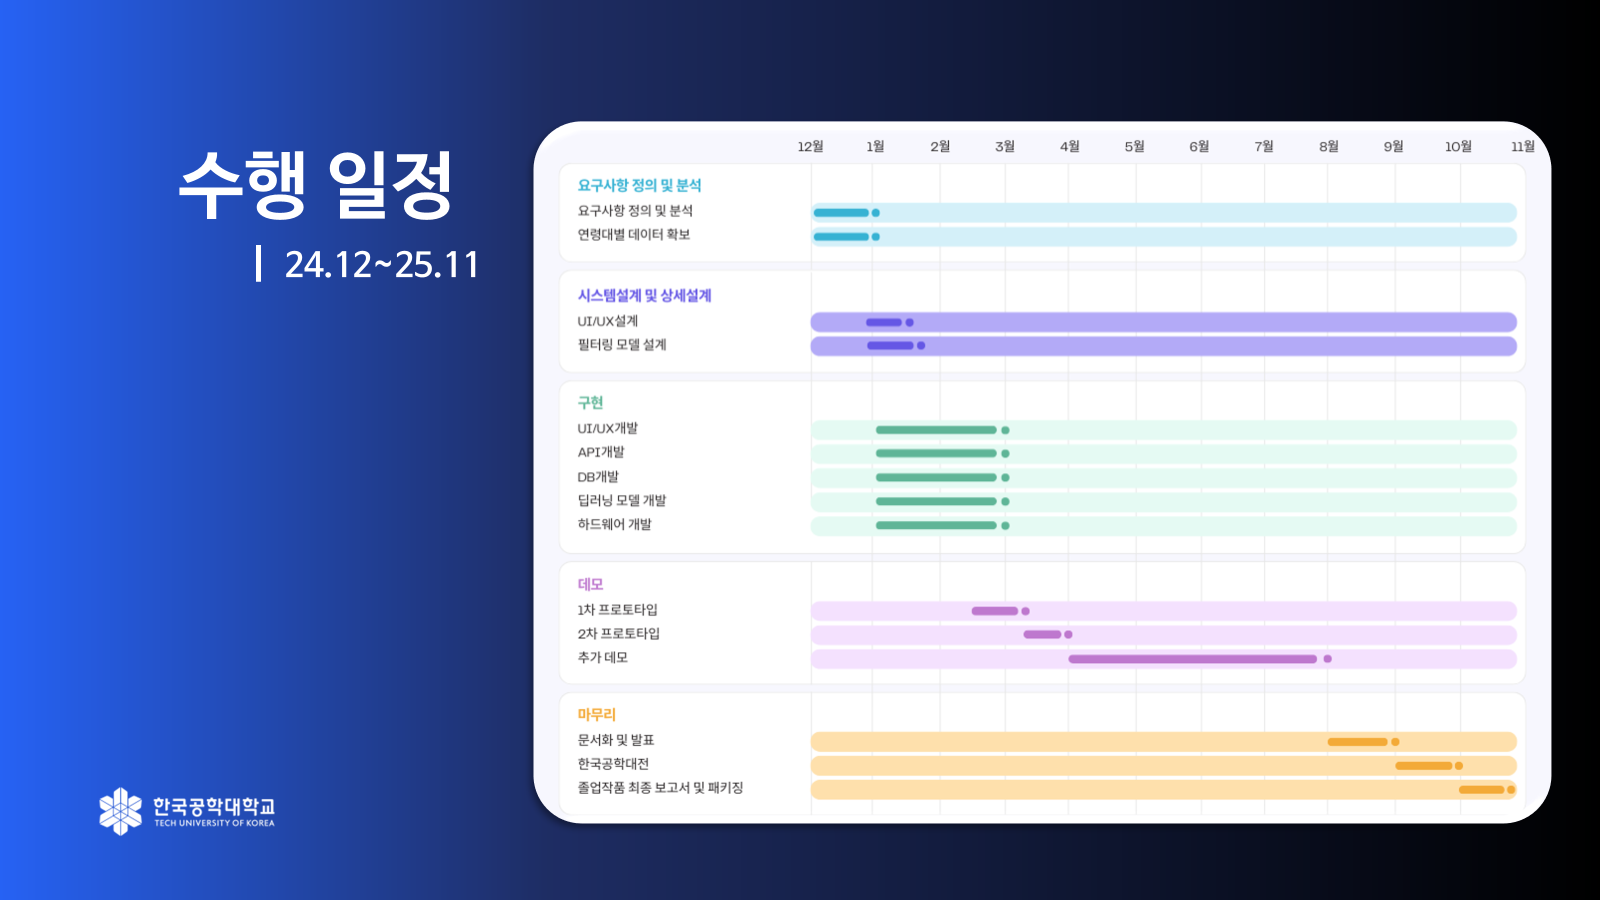 수행 일정
24.12~25.11
12월 1월 2월 3월 4월 5월 6월 7월 8월 9월 10월 11월
요구사항 정의 및 분석
요구사항 정의 및 분석
연령대별 데이터 확보
시스템설계 및 상세설계
UI/UX설계
필터링 모델 설계
구현
UI/UX개발
API개발
DB개발
딥러닝 모델 개발
하드웨어 개발
데모
1차 프로토타입
2차 프로토타입
추가 데모
마무리
문서화 및 발표
한국공학대전
졸업작품 최종 보고서 및 패키징
한국공학대학교
TECH UNIVERSITY OF KOREA